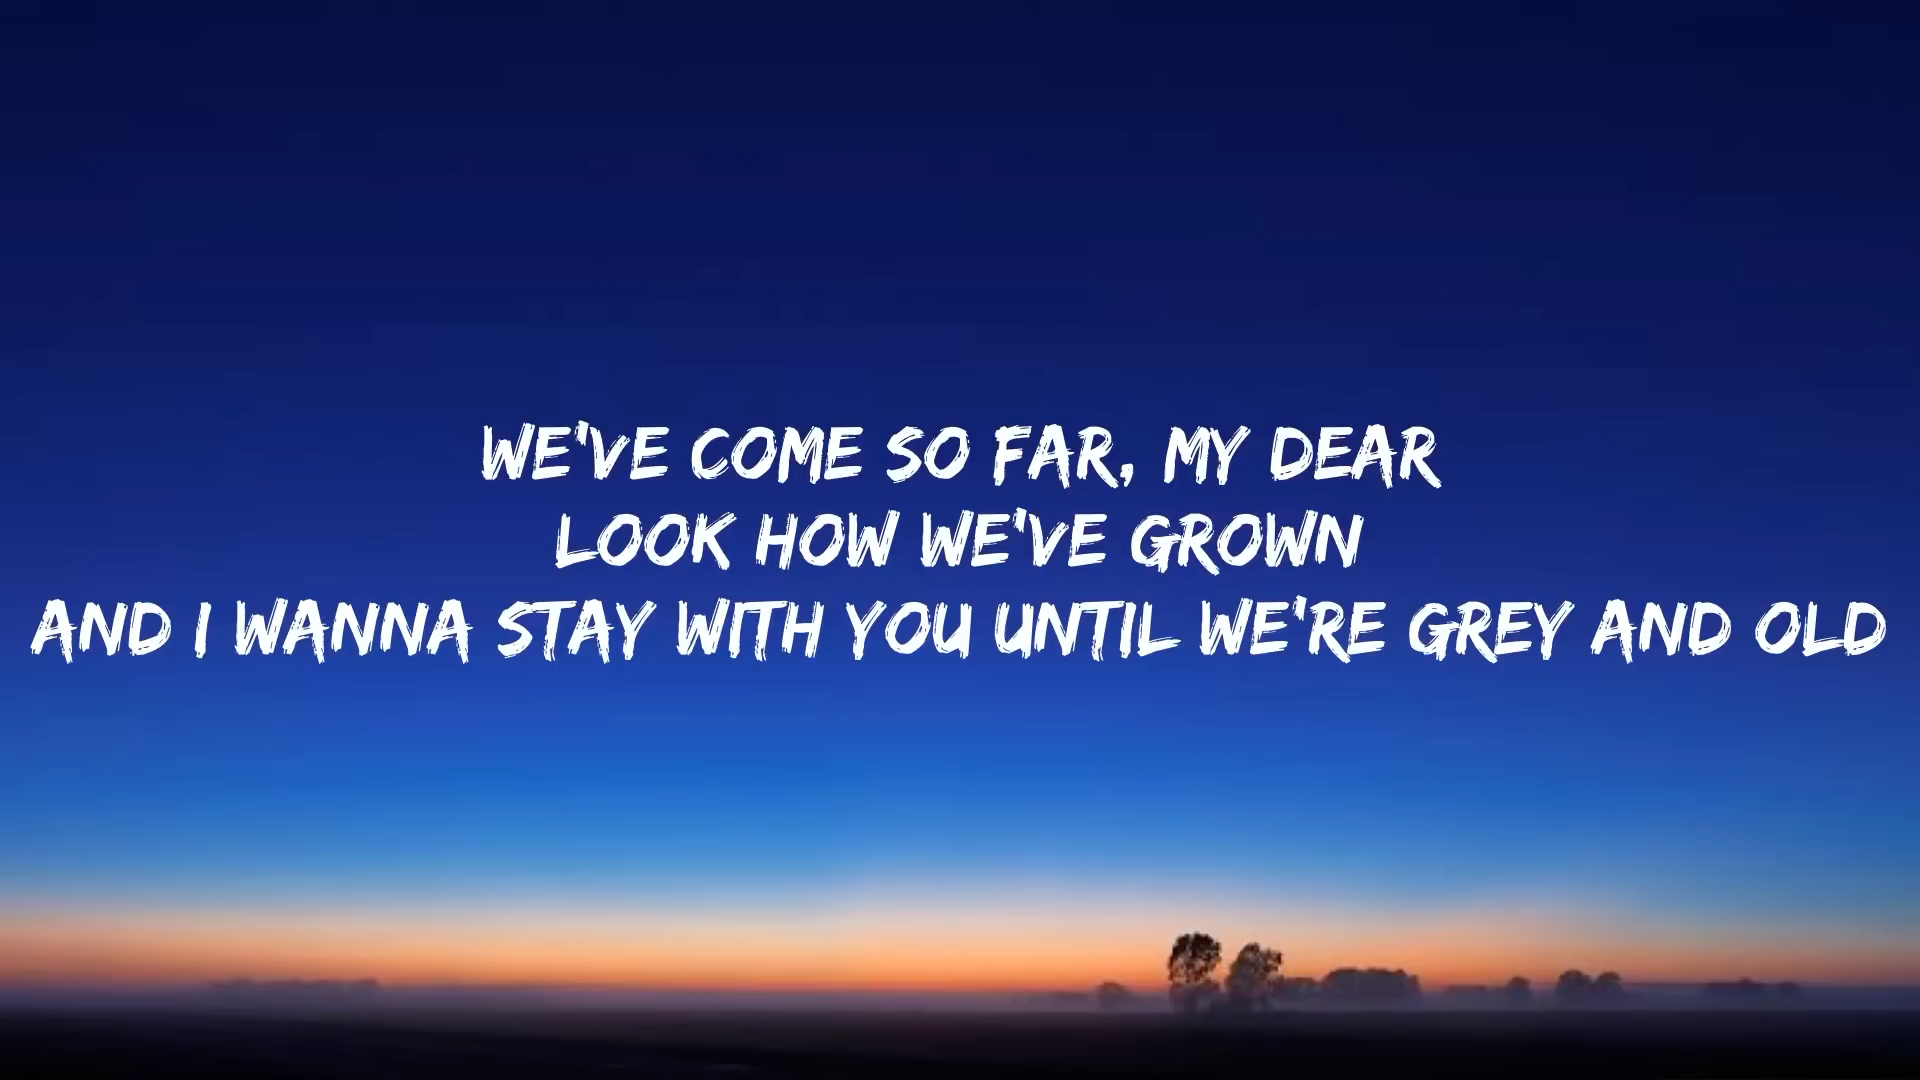 WE'VE COME SO FAR, MY DEAR
LOOK HOW WE'VE GROWN
AND I WANNA STAY WITH YOU UNTIL WE'RE GREY AND OLD